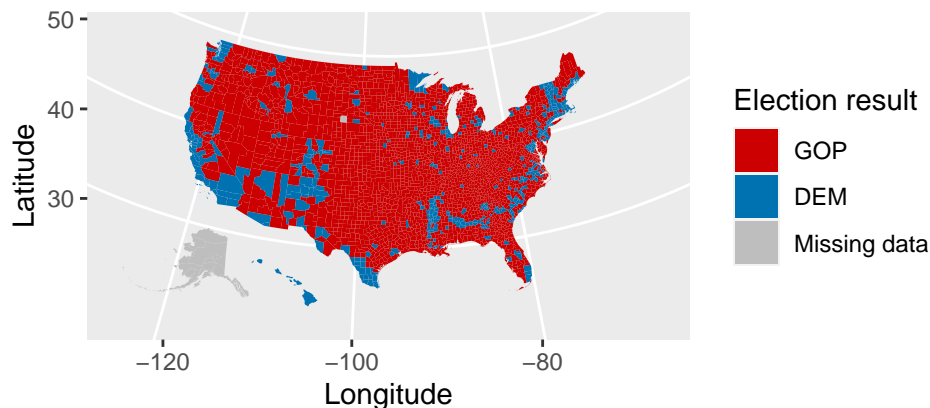 50
40
30
Latitude
−120
−100
−80
Longitude
Election result
GOP
DEM
Missing data